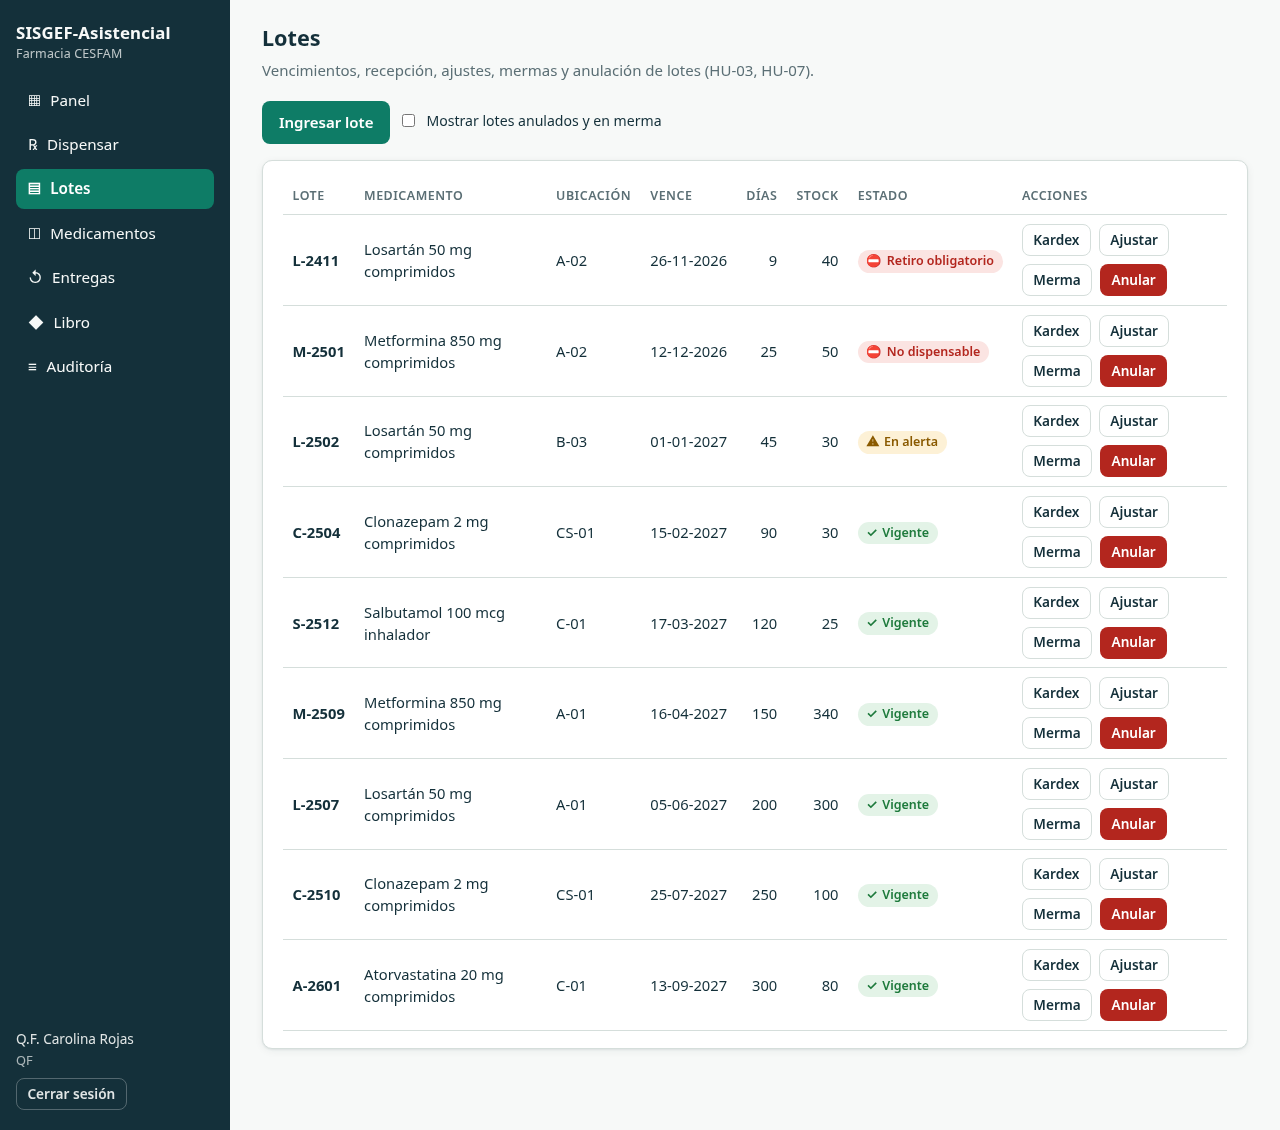 SISGEF-Asistencial
Farmacia CESFAM
▦ Panel
℞ Dispensar
▤ Lotes
◫ Medicamentos
↺ Entregas
◆ Libro
≡ Auditoría
Q.F. Carolina Rojas
QF
Cerrar sesión
Lotes
Vencimientos, recepción, ajustes, mermas y anulación de lotes (HU-03, HU-07).
Ingresar lote Mostrar lotes anulados y en merma
LOTE MEDICAMENTO UBICACIÓN VENCE DÍAS STOCK ESTADO ACCIONES
L-2411 Losartán 50 mg comprimidos A-02 26-11-2026 9 40 ⛔ Retiro obligatorio Kardex Ajustar Merma Anular
M-2501 Metformina 850 mg comprimidos A-02 12-12-2026 25 50 ⛔ No dispensable Kardex Ajustar Merma Anular
L-2502 Losartán 50 mg comprimidos B-03 01-01-2027 45 30 ⚠ En alerta Kardex Ajustar Merma Anular
C-2504 Clonazepam 2 mg comprimidos CS-01 15-02-2027 90 30 ✓ Vigente Kardex Ajustar Merma Anular
S-2512 Salbutamol 100 mcg inhalador C-01 17-03-2027 120 25 ✓ Vigente Kardex Ajustar Merma Anular
M-2509 Metformina 850 mg comprimidos A-01 16-04-2027 150 340 ✓ Vigente Kardex Ajustar Merma Anular
L-2507 Losartán 50 mg comprimidos A-01 05-06-2027 200 300 ✓ Vigente Kardex Ajustar Merma Anular
C-2510 Clonazepam 2 mg comprimidos CS-01 25-07-2027 250 100 ✓ Vigente Kardex Ajustar Merma Anular
A-2601 Atorvastatina 20 mg comprimidos C-01 13-09-2027 300 80 ✓ Vigente Kardex Ajustar Merma Anular